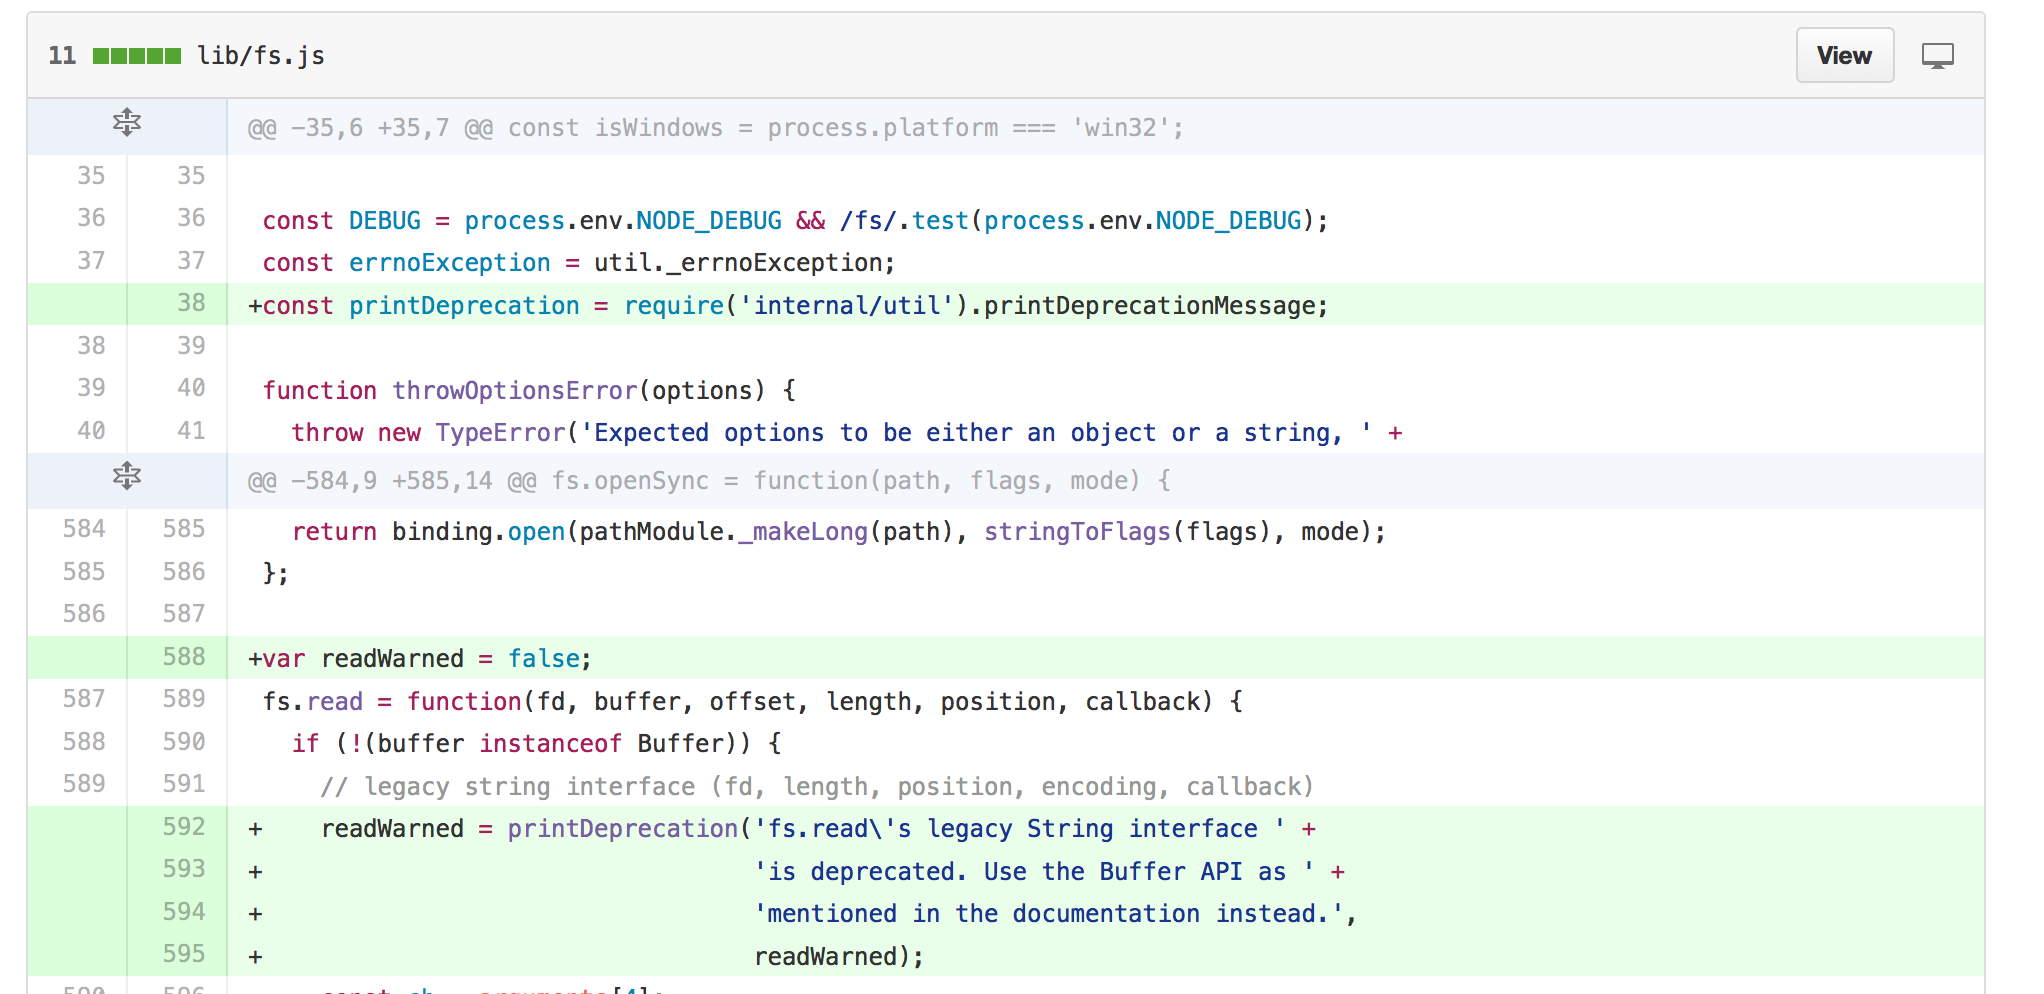 11 lib/fs.js View
@@ −35,6 +35,7 @@ const isWindows = process.platform === 'win32';
35 35
36 36 const DEBUG = process.env.NODE_DEBUG && /fs/.test(process.env.NODE_DEBUG);
37 37 const errnoException = util._errnoException;
38 +const printDeprecation = require('internal/util').printDeprecationMessage;
38 39
39 40 function throwOptionsError(options) {
40 41 throw new TypeError('Expected options to be either an object or a string, ' +
@@ −584,9 +585,14 @@ fs.openSync = function(path, flags, mode) {
584 585 return binding.open(pathModule._makeLong(path), stringToFlags(flags), mode);
585 586 };
586 587
588 +var readWarned = false;
587 589 fs.read = function(fd, buffer, offset, length, position, callback) {
588 590 if (!(buffer instanceof Buffer)) {
589 591 // legacy string interface (fd, length, position, encoding, callback)
592 + readWarned = printDeprecation('fs.read\'s legacy String interface ' +
593 + 'is deprecated. Use the Buffer API as ' +
594 + 'mentioned in the documentation instead.',
595 + readWarned);
590 596 const cb = arguments[4];